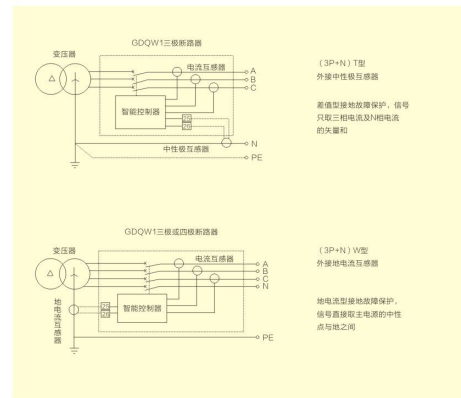 GDQW1三极断路器
变压器
电流互感器
A
B
C
智能控制器
25
26
中性极互感器
N
PE
（3P+N）T型
外接中性极互感器
差值型接地故障保护，信号
只取三相电流及N相电流
的矢量和
GDQW1三极或四极断路器
变压器
电流互感器
A
B
C
N
地电流互感器
25
26
智能控制器
PE
（3P+N）W型
外接地电流互感器
地电流型接地故障保护，
信号直接取主电源的中性
点与地之间